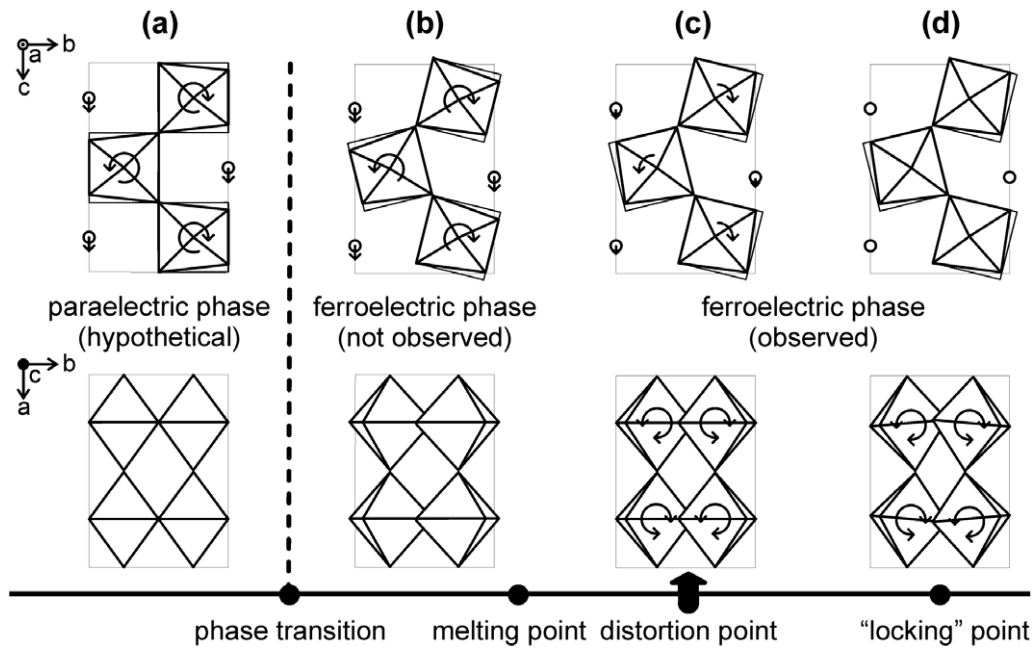 (a) (b) (c) (d)
a b
c
paraelectric phase
(hypothetical)
ferroelectric phase
(not observed)
ferroelectric phase
(observed)
c b
a
phase transition
melting point
distortion point
“locking” point